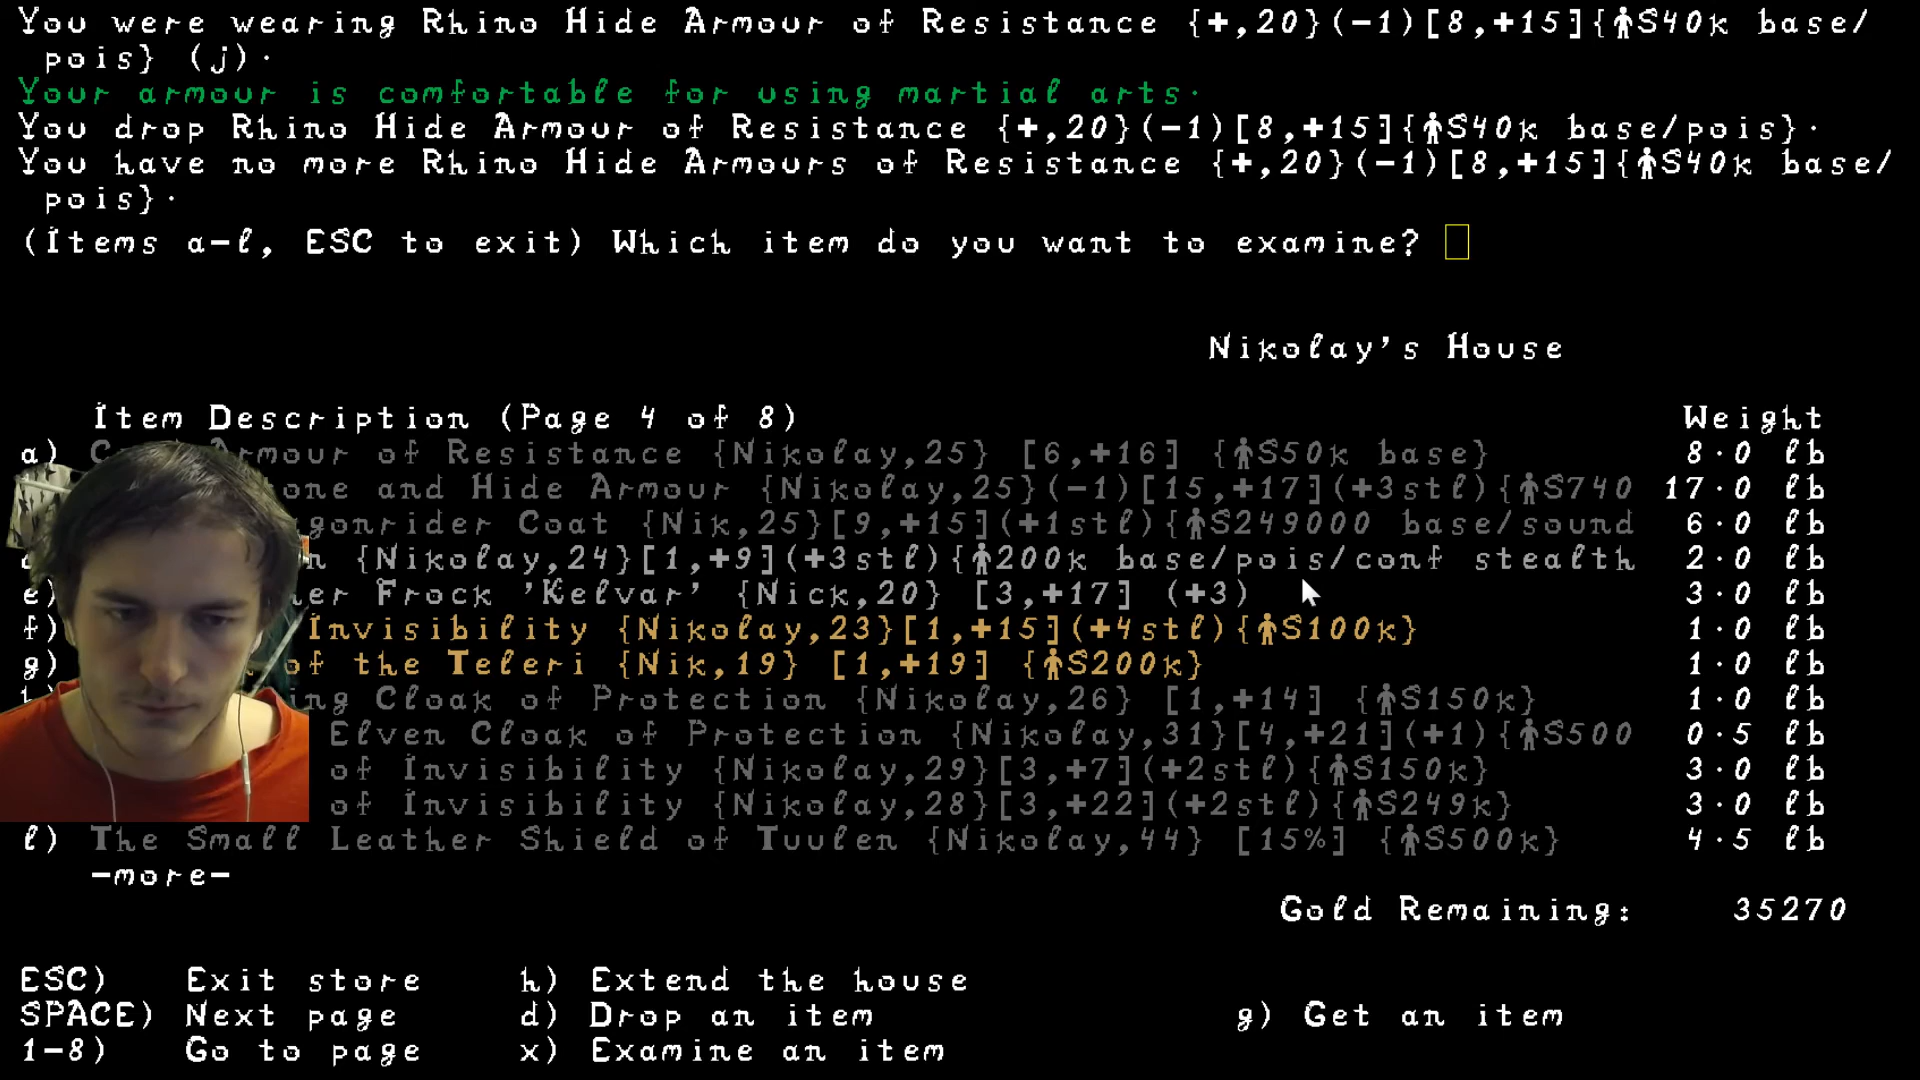 You were wearing Rhino Hide Armour of Resistance {+,20}(-1)[8,+15]{S40k base/
pois} (j).
Your armour is comfortable for using martial arts.
You drop Rhino Hide Armour of Resistance {+,20}(-1)[8,+15]{S40k base/pois}.
You have no more Rhino Hide Armours of Resistance {+,20}(-1)[8,+15]{S40k base/
pois}.
(Items a-l, ESC to exit) Which item do you want to examine?
Nikolay's House
Item Description (Page 4 of 8) Weight
a) of Resistance {Nikolay,25} [6,+16] {S50k base} 8.0 lb
and Hide Armour {Nikolay,25}(-1)[15,+17](+3stl){S740 17.0 lb
Coat {Nik,25}[9,+15](+1stl){S249000 base/sound 6.0 lb
{Nikolay,24}[1,+9](+3stl){200k base/pois/conf stealth 2.0 lb
e) Frock 'Kelvar' {Nick,20} [3,+17] (+3) 3.0 lb
f) Invisibility {Nikolay,23}[1,+15](+4stl){S100k} 1.0 lb
g) of the Teleri {Nik,19} [1,+19] {S200k} 1.0 lb
Cloak of Protection {Nikolay,26} [1,+14] {S150k} 1.0 lb
Elven Cloak of Protection {Nikolay,31}[4,+21](+1){S500 0.5 lb
of Invisibility {Nikolay,29}[3,+7](+2stl){S150k} 3.0 lb
of Invisibility {Nikolay,28}[3,+22](+2stl){S249k} 3.0 lb
l) The Small Leather Shield of Tuulen {Nikolay,44} [15%] {S500k} 4.5 lb
-more-
Gold Remaining: 35270
ESC) Exit store h) Extend the house
SPACE) Next page d) Drop an item g) Get an item
1-8) Go to page x) Examine an item